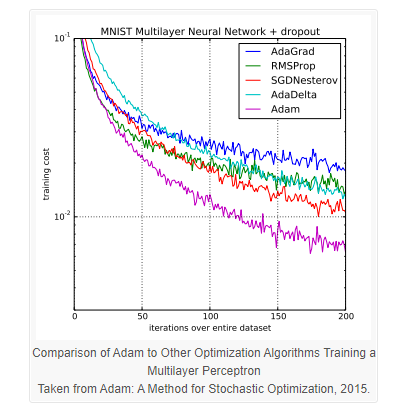 MNIST Multilayer Neural Network + dropout
10⁻¹
AdaGrad
RMSProp
SGDNesterov
AdaDelta
Adam
training cost
10⁻²
0 50 100 150 200
iterations over entire dataset
Comparison of Adam to Other Optimization Algorithms Training a
Multilayer Perceptron
Taken from Adam: A Method for Stochastic Optimization, 2015.